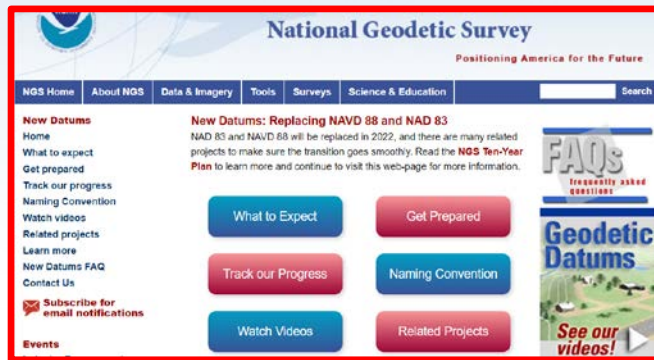 National Geodetic Survey
Positioning America for the Future
NGS Home About NGS Data & Imagery Tools Surveys Science & Education Search
New Datums
Home
What to expect
Get prepared
Track our progress
Naming Convention
Watch videos
Related projects
Learn more
New Datums FAQ
Contact Us
Subscribe for
email notifications
Events
New Datums: Replacing NAVD 88 and NAD 83
NAD 83 and NAVD 88 will be replaced in 2022, and there are many related
projects to make sure the transition goes smoothly. Read the NGS Ten-Year
Plan to learn more and continue to visit this web-page for more information.
What to Expect
Get Prepared
Track our Progress
Naming Convention
Watch Videos
Related Projects
FAQs
frequently asked
questions
Geodetic
Datums
See our
videos!